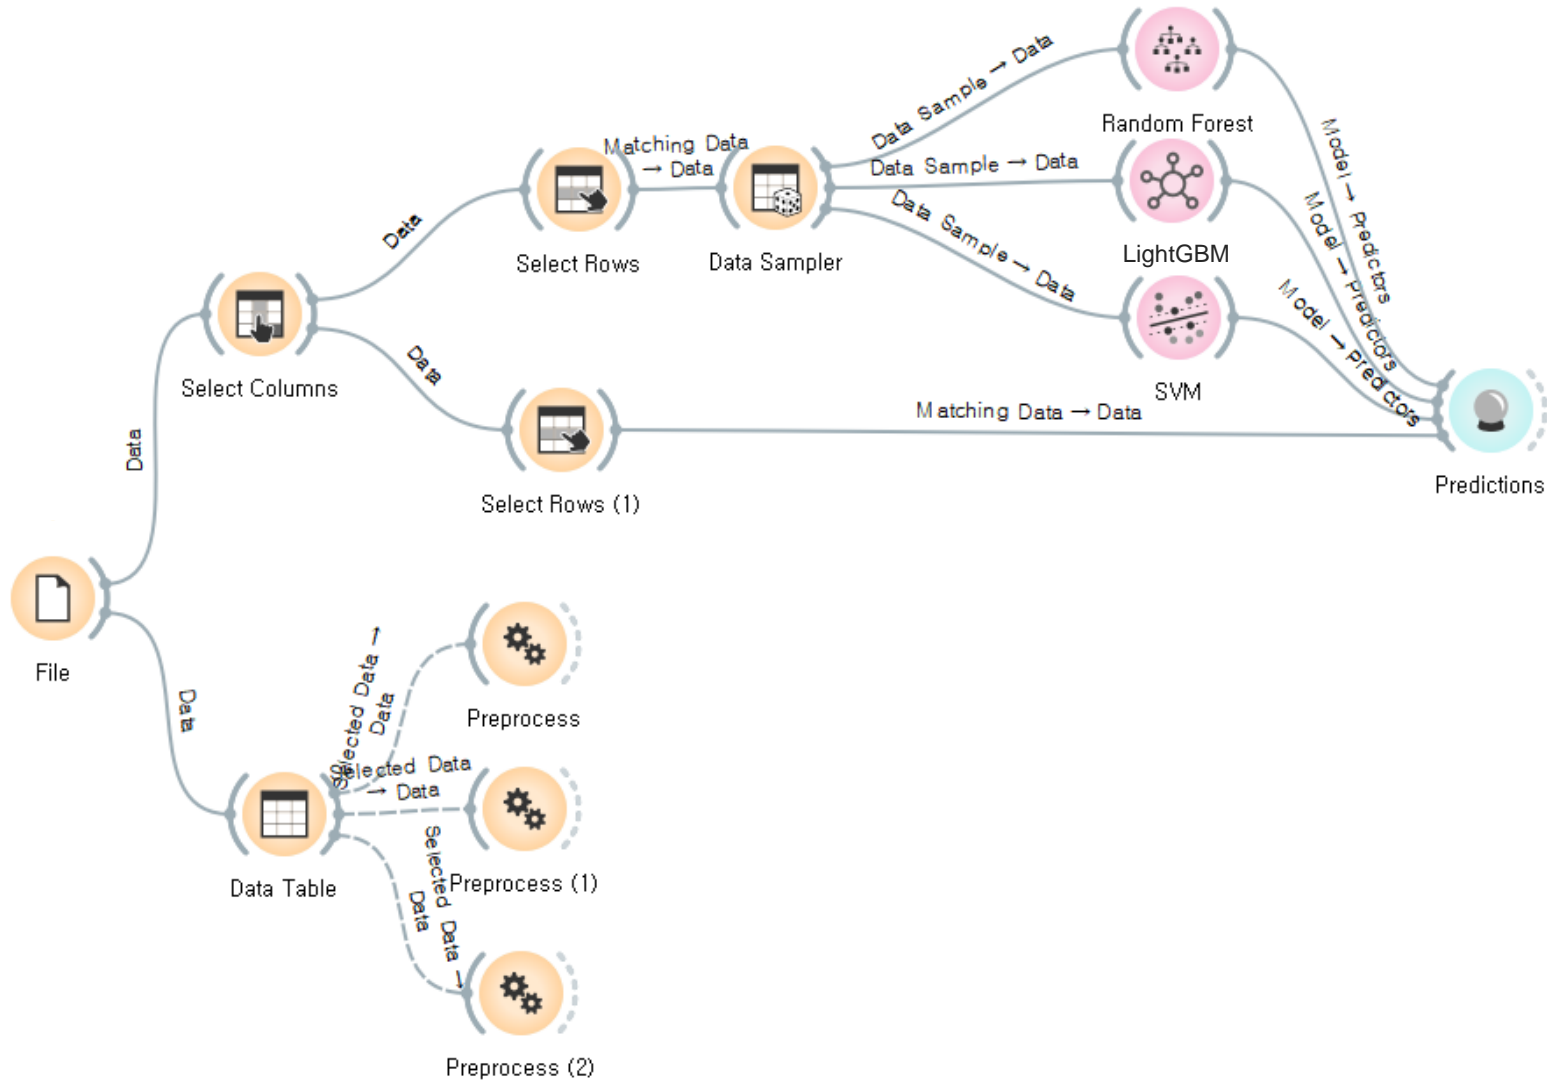 Data Sample → Data
Random Forest
Model → Predictors
Matching Data
→ Data
Data Sample → Data
Data
Select Rows
Data Sampler
LightGBM
Model → Predictors
Data Sample → Data
Select Columns
Data
SVM
Model → Predictors
Matching Data → Data
Data
Select Rows (1)
Predictions
File
Data
Selected Data →
Data
Preprocess
Selected Data
→ Data
Data Table
Preprocess (1)
Selected Data →
Data
Preprocess (2)